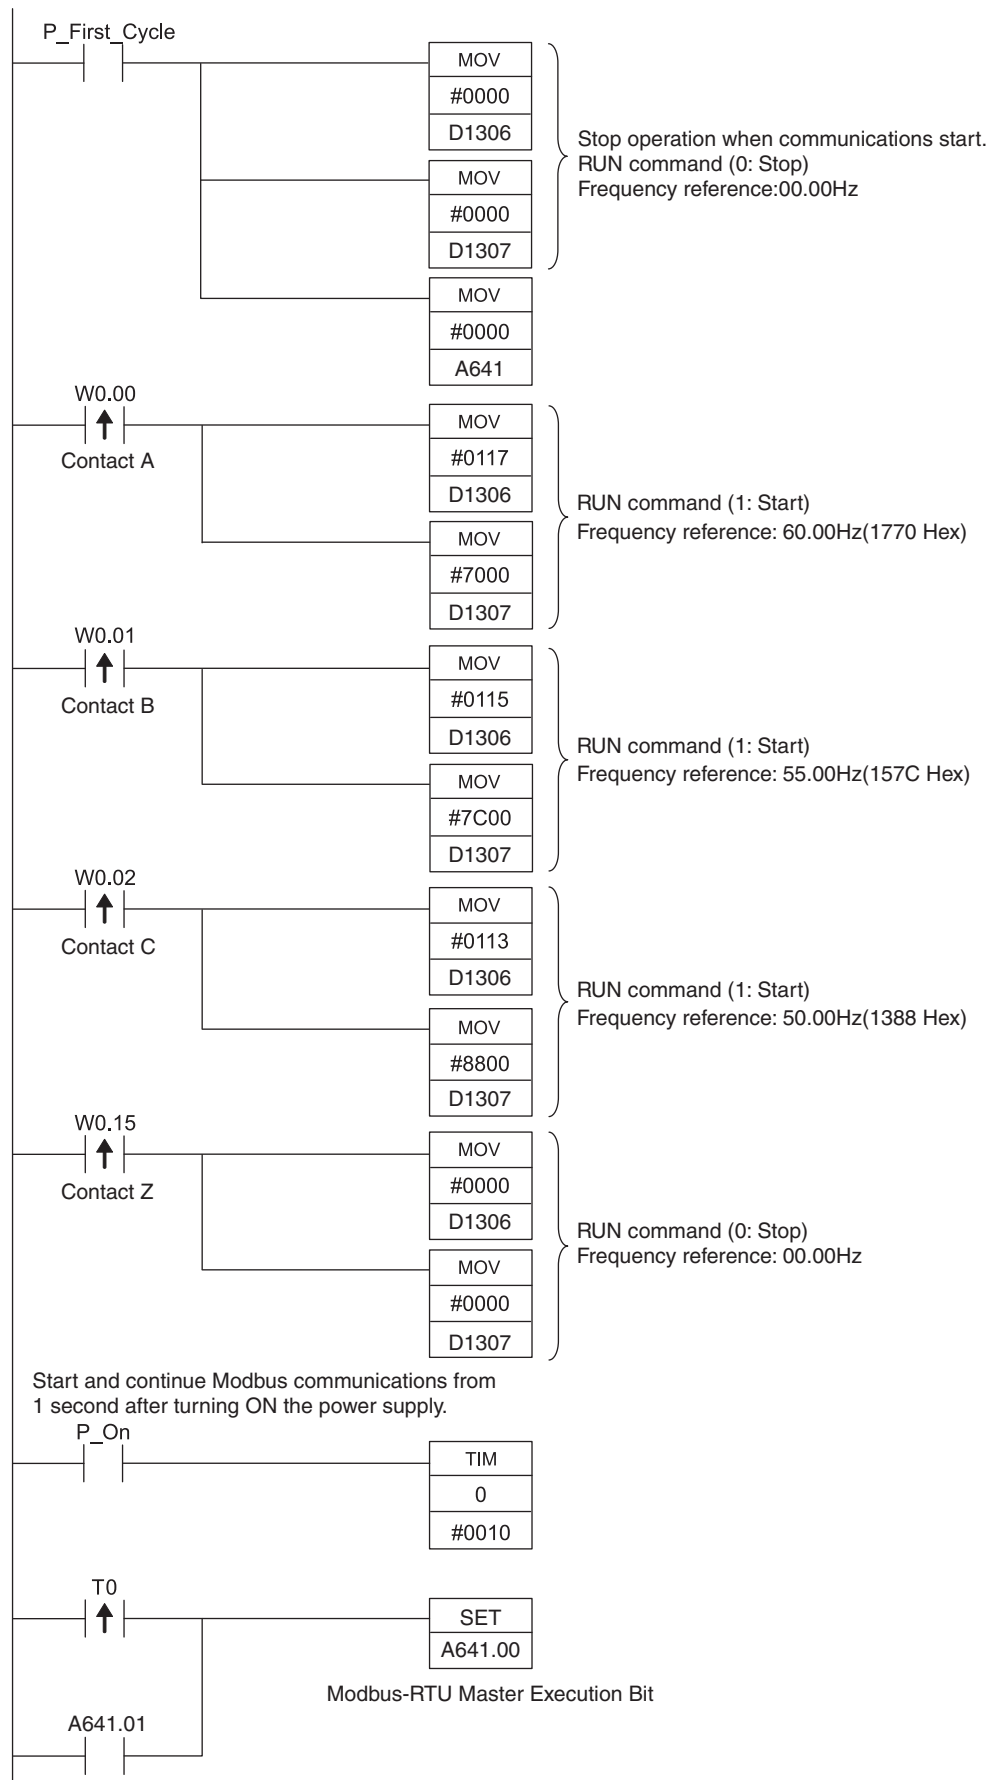 P_First_Cycle
MOV
#0000
D1306
MOV
#0000
D1307
Stop operation when communications start.
RUN command (0: Stop)
Frequency reference:00.00Hz
MOV
#0000
A641
W0.00
Contact A
MOV
#0117
D1306
MOV
#7000
D1307
RUN command (1: Start)
Frequency reference: 60.00Hz(1770 Hex)
W0.01
Contact B
MOV
#0115
D1306
MOV
#7C00
D1307
RUN command (1: Start)
Frequency reference: 55.00Hz(157C Hex)
W0.02
Contact C
MOV
#0113
D1306
MOV
#8800
D1307
RUN command (1: Start)
Frequency reference: 50.00Hz(1388 Hex)
W0.15
Contact Z
MOV
#0000
D1306
MOV
#0000
D1307
RUN command (0: Stop)
Frequency reference: 00.00Hz
Start and continue Modbus communications from
1 second after turning ON the power supply.
P_On
TIM
0
#0010
T0
SET
A641.00
Modbus-RTU Master Execution Bit
A641.01